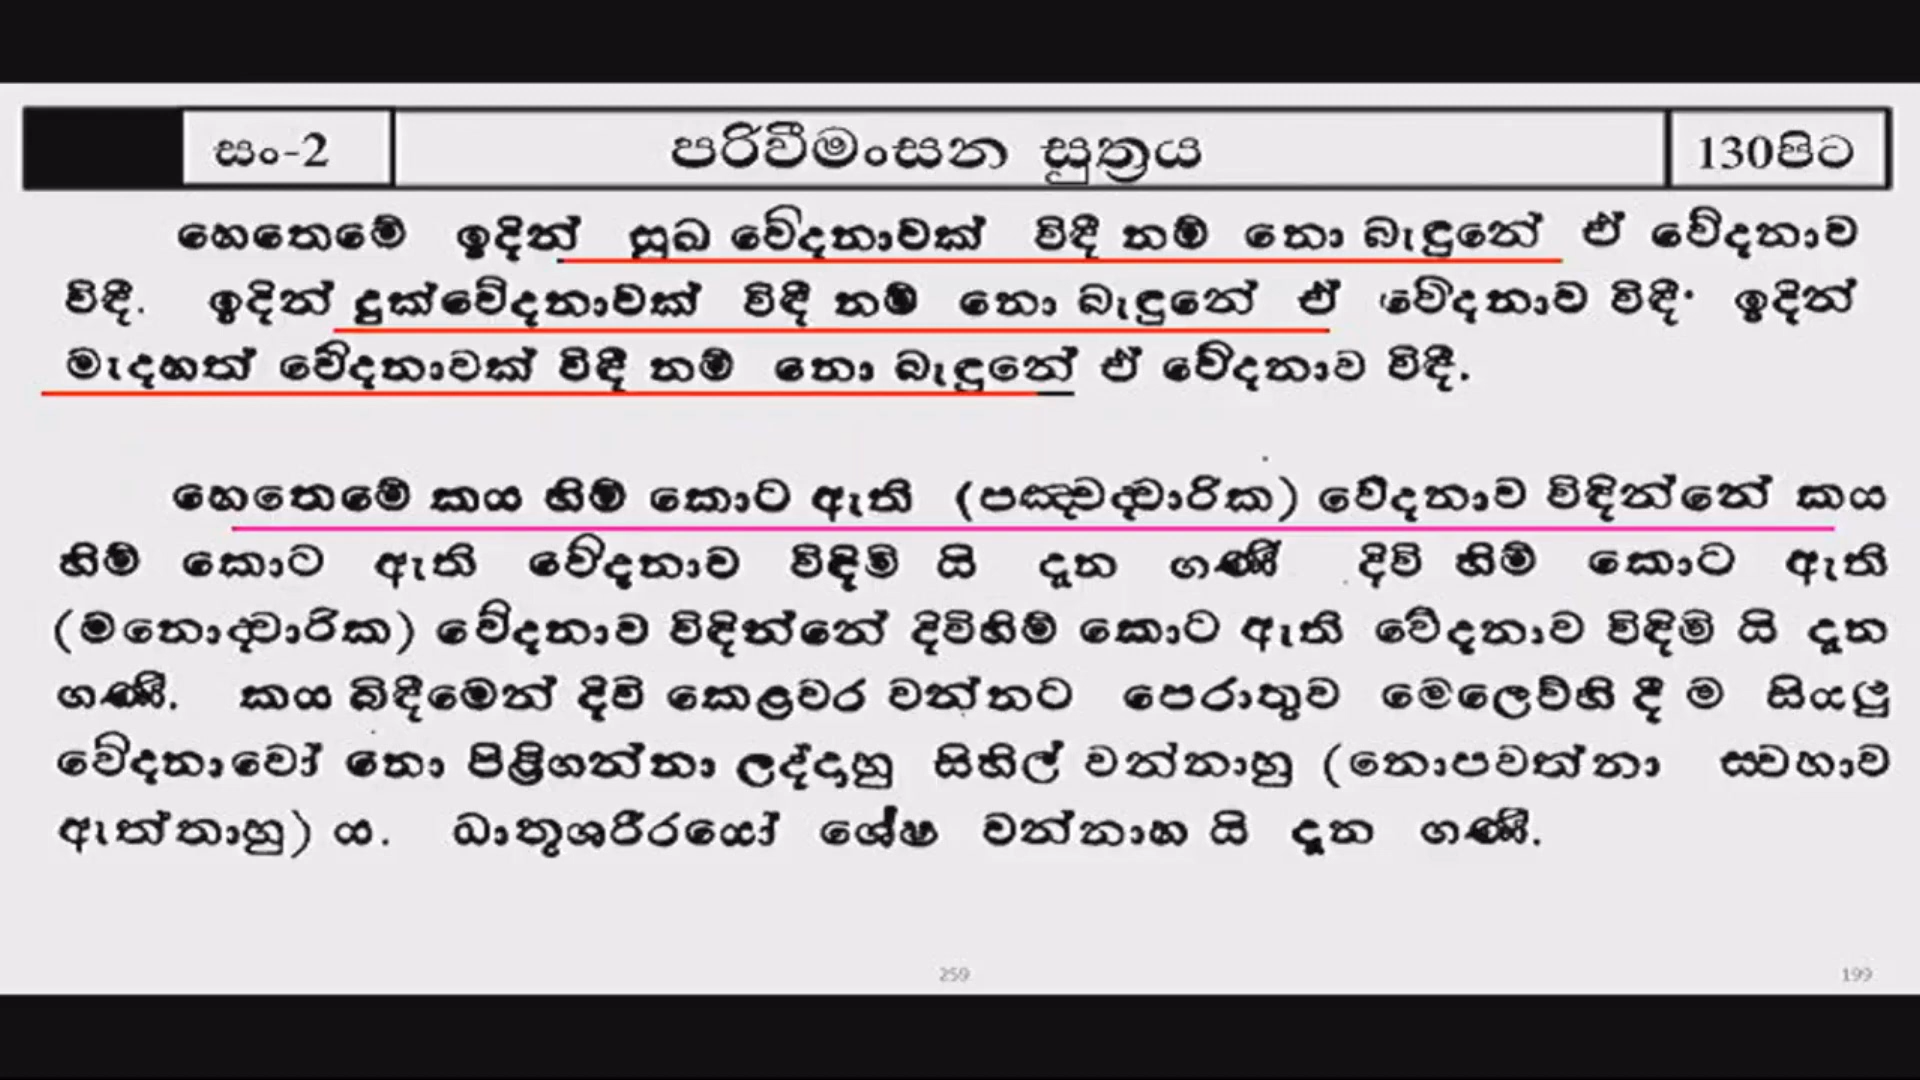 සං-2
පරිවීමංසන සූත්‍රය
130පිට
හෙතෙමේ ඉදින් සුඛ වේදනාවක් විඳී නම් නො බැඳුනේ ඒ වේදනාව
විඳී. ඉදින් දුක්වේදනාවක් විඳී නම් නො බැඳුනේ ඒ වේදනාව විඳී. ඉදින්
මැදහත් වේදනාවක් විඳී නම් නො බැඳුනේ ඒ වේදනාව විඳී.
හෙතෙමේ කය හිම් කොට ඇති (පඤ්චද්වාරික) වේදනාව විඳින්නේ කය
හිම් කොට ඇති වේදනාව විඳිමි යි දැන ගණී දිවි හිම් කොට ඇති
(මනොද්වාරික) වේදනාව විඳින්නේ දිවිහිම් කොට ඇති වේදනාව විඳිමි යි දැන
ගණී. කය බිඳීමෙන් දිවි කෙළවර වන්නට පෙරාතුව මෙලෙව්හි දී ම සියලු
වේදනාවෝ නො පිළිගන්නා ලද්දාහු සිහිල් වන්නාහු (නොපවත්නා ස්වභාව
ඇත්තාහු) ය. ධාතුශරීරයෝ ශේෂ වන්නාහ යි දැන ගණී.
259
199